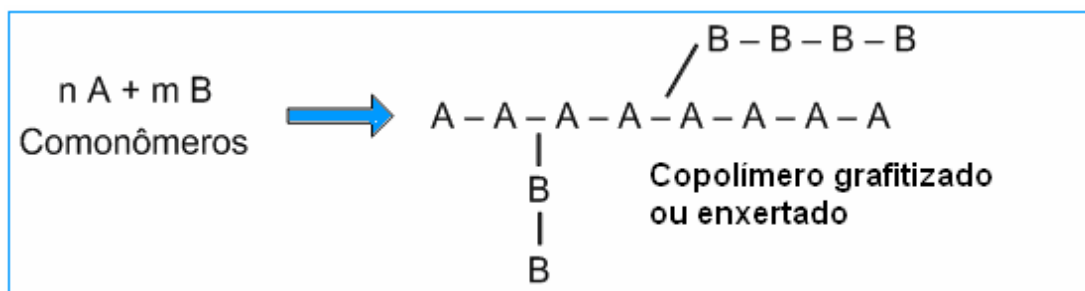 n A + m B
Comonômeros
B – B – B – B
A – A – A – A – A – A – A – A
B
B
Copolímero grafitizado
ou enxertado